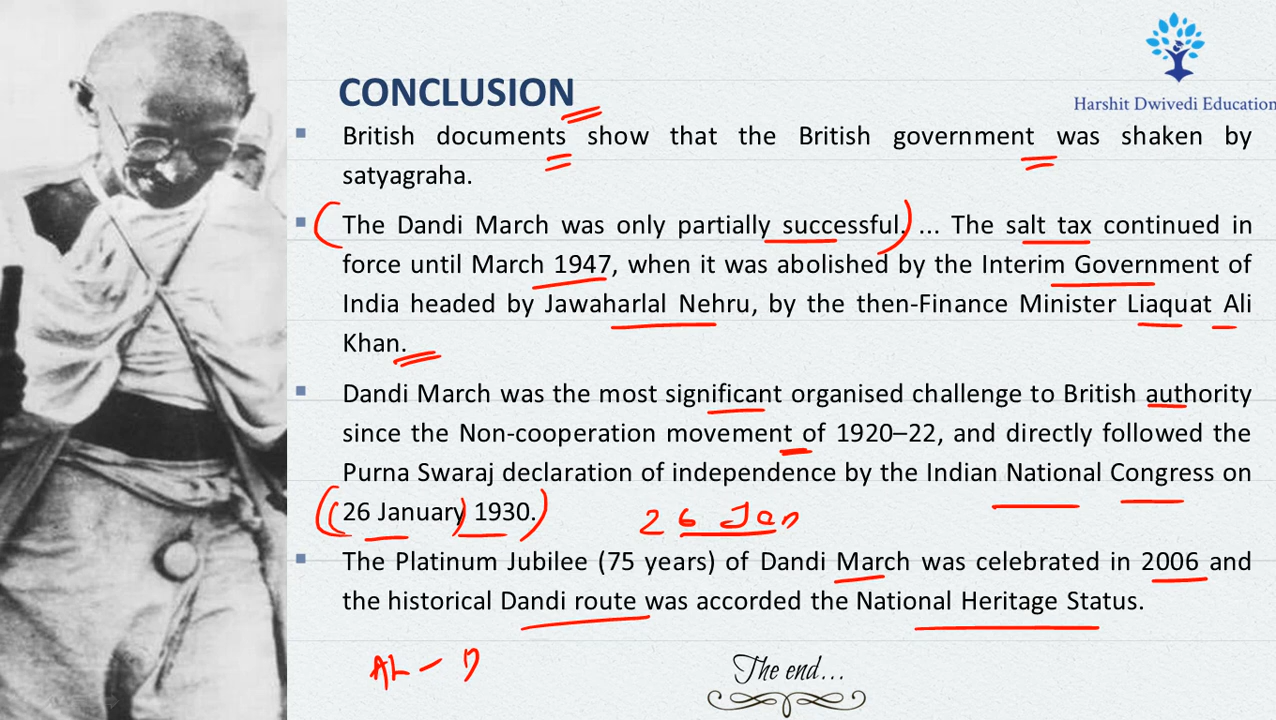 Harshit Dwivedi Education
CONCLUSION
British documents show that the British government was shaken by
satyagraha.
The Dandi March was only partially successful. ... The salt tax continued in
force until March 1947, when it was abolished by the Interim Government of
India headed by Jawaharlal Nehru, by the then-Finance Minister Liaquat Ali
Khan.
Dandi March was the most significant organised challenge to British authority
since the Non-cooperation movement of 1920–22, and directly followed the
Purna Swaraj declaration of independence by the Indian National Congress on
26 January 1930.
26 Jan
The Platinum Jubilee (75 years) of Dandi March was celebrated in 2006 and
the historical Dandi route was accorded the National Heritage Status.
The end...